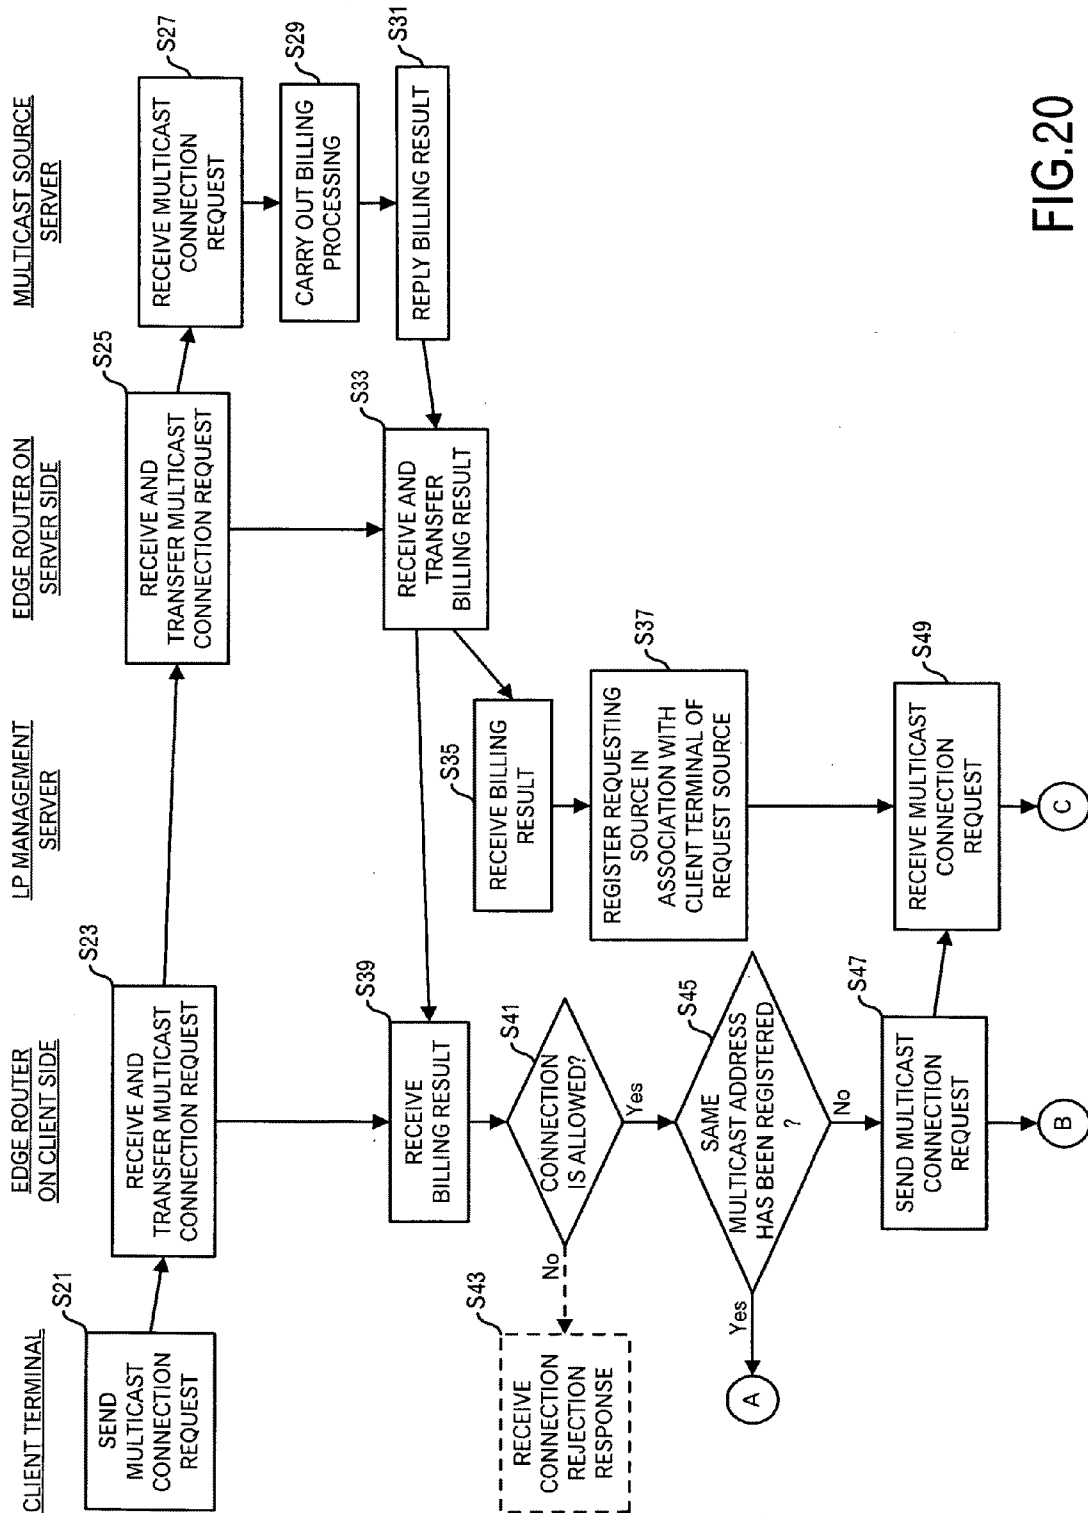 CLIENT TERMINAL
EDGE ROUTER
ON CLIENT SIDE
LP MANAGEMENT
SERVER
EDGE ROUTER ON
SERVER SIDE
MULTICAST SOURCE
SERVER
S21
SEND
MULTICAST
CONNECTION
REQUEST
S23
RECEIVE AND
TRANSFER MULTICAST
CONNECTION REQUEST
S25
RECEIVE AND
TRANSFER MULTICAST
CONNECTION REQUEST
S27
RECEIVE MULTICAST
CONNECTION
REQUEST
S29
CARRY OUT BILLING
PROCESSING
S31
REPLY BILLING RESULT
S33
RECEIVE AND
TRANSFER
BILLING RESULT
S35
RECEIVE BILLING
RESULT
S37
REGISTER REQUESTING
SOURCE IN
ASSOCIATION WITH
CLIENT TERMINAL OF
REQUEST SOURCE
S39
RECEIVE
BILLING RESULT
S41
CONNECTION
IS ALLOWED?
No
Yes
S43
RECEIVE
CONNECTION
REJECTION
RESPONSE
S45
SAME
MULTICAST ADDRESS
HAS BEEN REGISTERED
?
Yes
No
A
S47
SEND MULTICAST
CONNECTION
REQUEST
S49
RECEIVE MULTICAST
CONNECTION
REQUEST
B
C
FIG.20